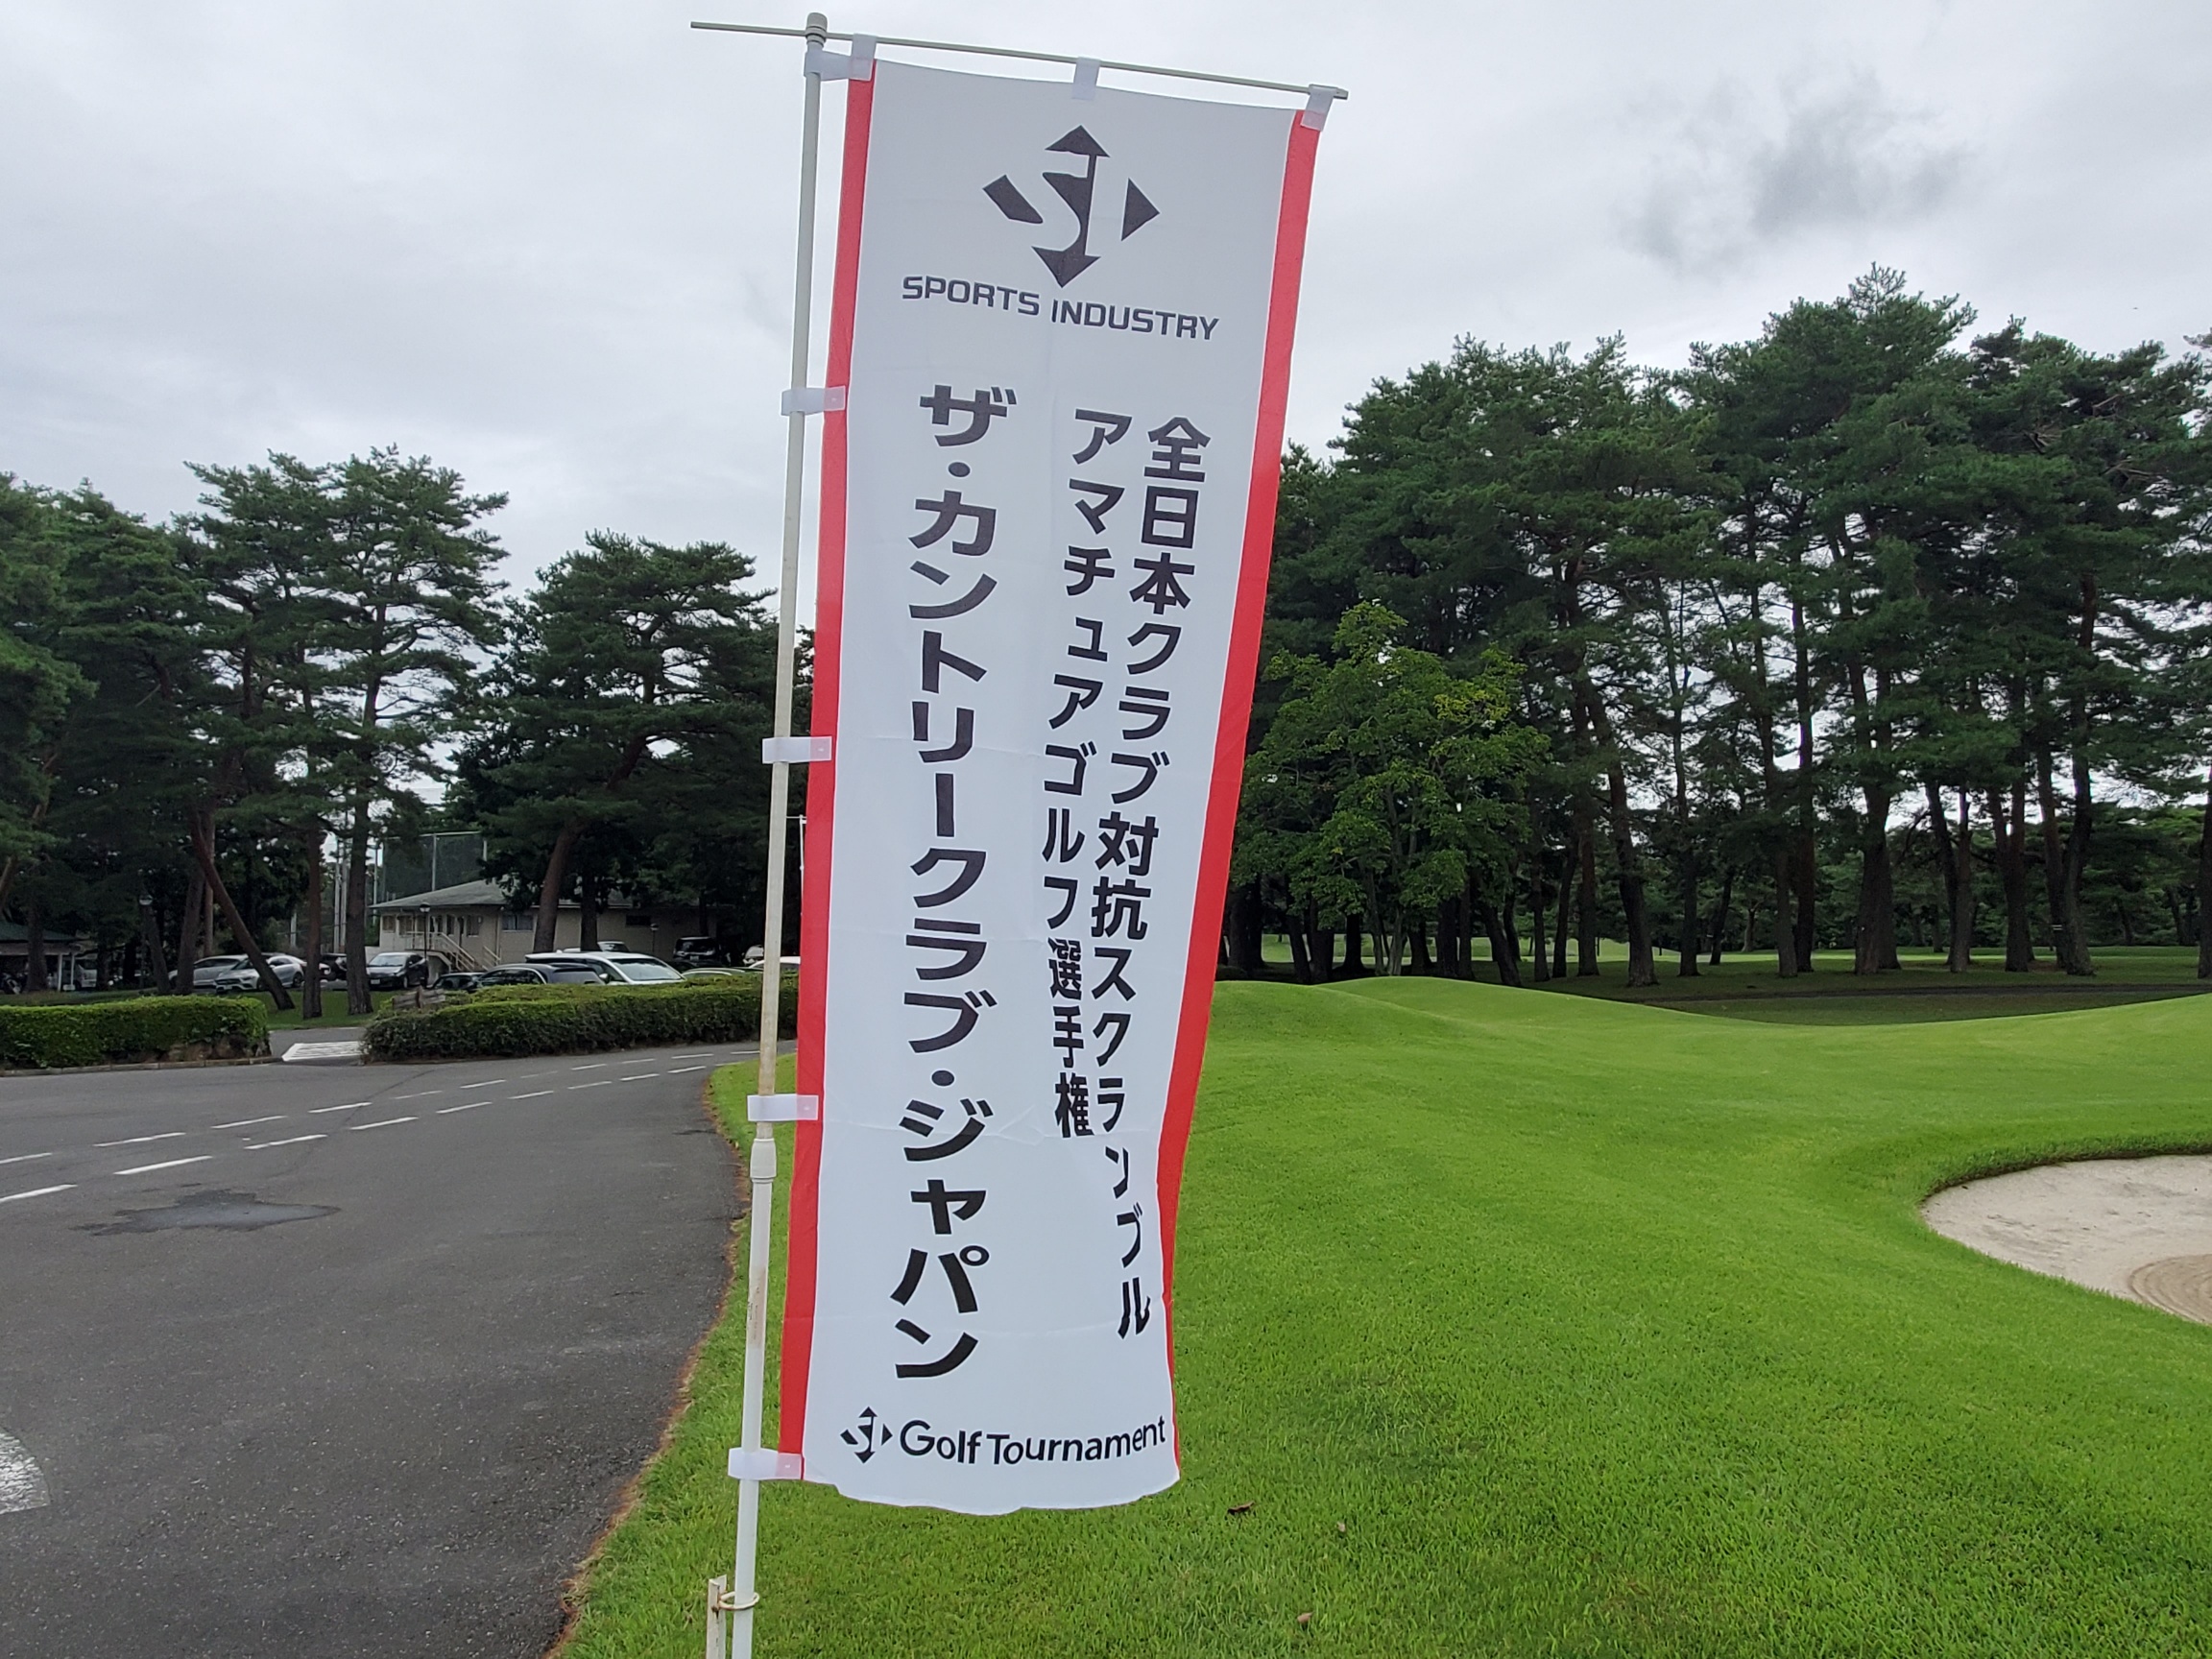 SPORTS INDUSTRY
全日本クラブ対抗スクランブル
アマチュアゴルフ選手権
ザ・カントリークラブ・ジャパン
Golf Tournament